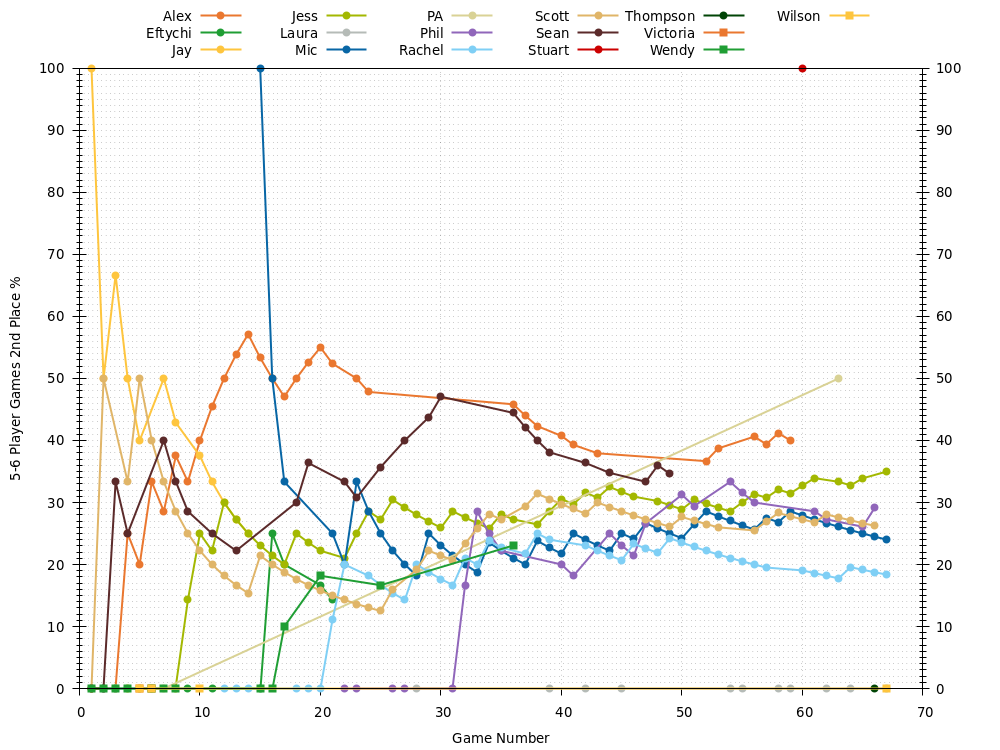 Alex Jess PA Scott Thompson Wilson
Eftychi Laura Phil Sean Victoria
Jay Mic Rachel Stuart Wendy
100 100
90 90
80 80
70 70
60 60
50 50
40 40
30 30
20 20
10 10
0 0
5-6 Player Games 2nd Place %
0 10 20 30 40 50 60 70
Game Number